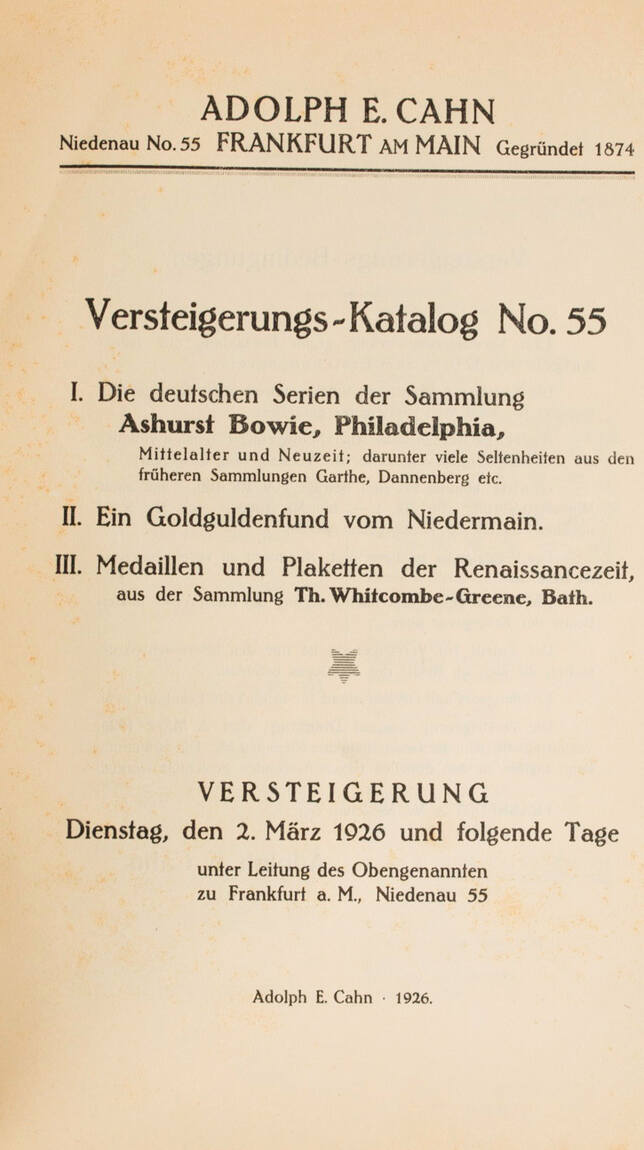 ADOLPH E. CAHN
Niedenau No. 55 FRANKFURT AM MAIN Gegründet 1874
Versteigerungs-Katalog No. 55
I. Die deutschen Serien der Sammlung
Ashurst Bowie, Philadelphia,
Mittelalter und Neuzeit; darunter viele Seltenheiten aus den
früheren Sammlungen Garthe, Dannenberg etc.
II. Ein Goldguldenfund vom Niedermain.
III. Medaillen und Plaketten der Renaissancezeit,
aus der Sammlung Th. Whitcombe-Greene, Bath.
VERSTEIGERUNG
Dienstag, den 2. März 1926 und folgende Tage
unter Leitung des Obengenannten
zu Frankfurt a. M., Niedenau 55
Adolph E. Cahn · 1926.